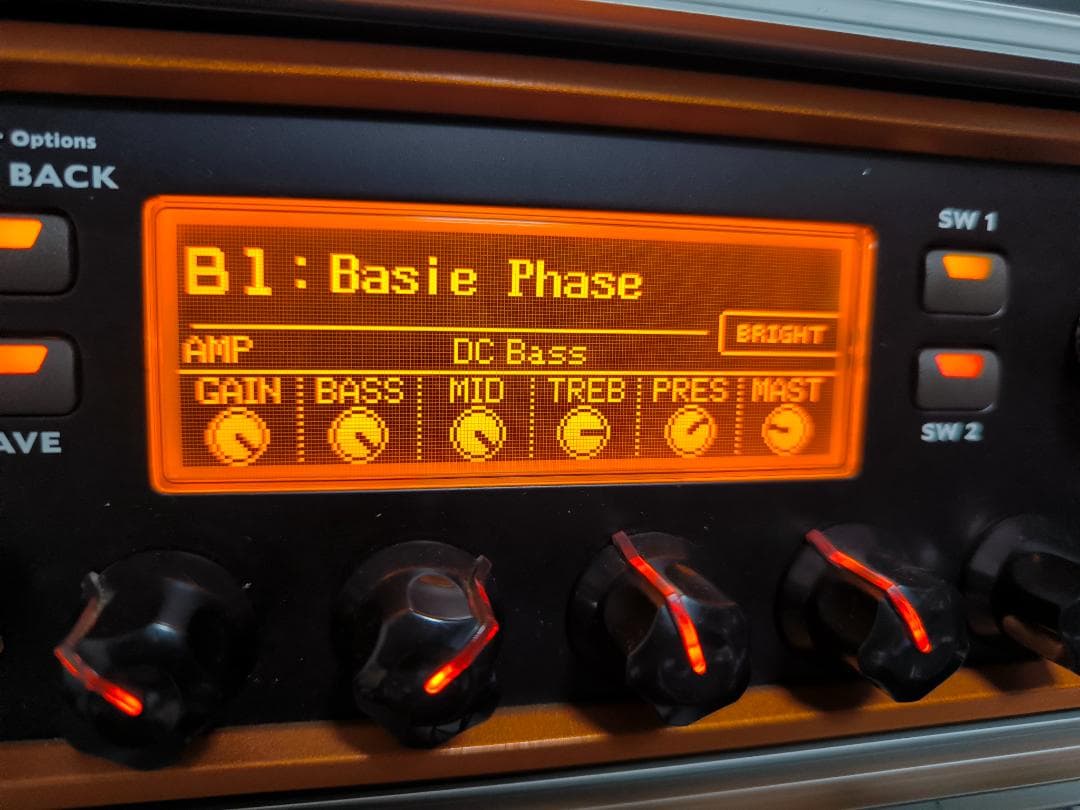 Options
BACK
SW 1
B1: Basie Phase
BRIGHT
AMP DC Bass
GAIN BASS MID TREB PRES MAST
SW 2